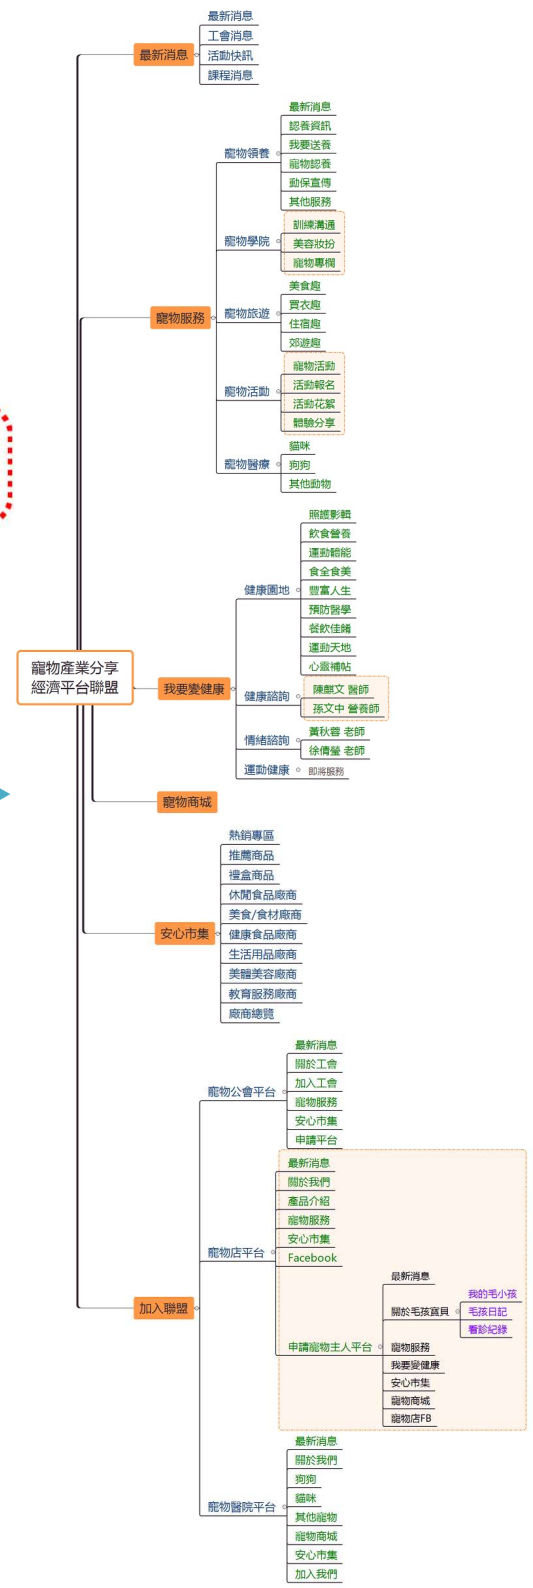 寵物產業分享
經濟平台聯盟
最新消息
最新消息
工會消息
活動快訊
課程消息
寵物服務
寵物領養
最新消息
認養資訊
我要送養
寵物認養
動保宣傳
其他服務
寵物學院
訓練溝通
美容妝扮
寵物專欄
寵物旅遊
美食趣
買衣趣
住宿趣
郊遊趣
寵物活動
寵物活動
活動報名
活動花絮
體驗分享
寵物醫療
貓咪
狗狗
其他動物
我要變健康
健康園地
照護影輯
飲食營養
運動體能
食全食美
豐富人生
預防醫學
餐飲佳餚
運動天地
心靈補帖
健康諮詢
陳麒文 醫師
孫文中 營養師
情緒諮詢
黃秋蓉 老師
徐倩瑩 老師
運動健康
即將服務
寵物商城
安心市集
熱銷專區
推薦商品
禮盒商品
休閒食品廠商
美食/食材廠商
健康食品廠商
生活用品廠商
美體美容廠商
教育服務廠商
廠商總覽
加入聯盟
寵物公會平台
最新消息
關於工會
加入工會
寵物服務
安心市集
申請平台
寵物店平台
最新消息
關於我們
產品介紹
寵物服務
安心市集
Facebook
申請寵物主人平台
最新消息
關於毛孩寶貝
我的毛小孩
毛孩日記
看診紀錄
寵物服務
我要變健康
安心市集
寵物商城
寵物店FB
寵物醫院平台
最新消息
關於我們
狗狗
貓咪
其他寵物
寵物商城
安心市集
加入我們